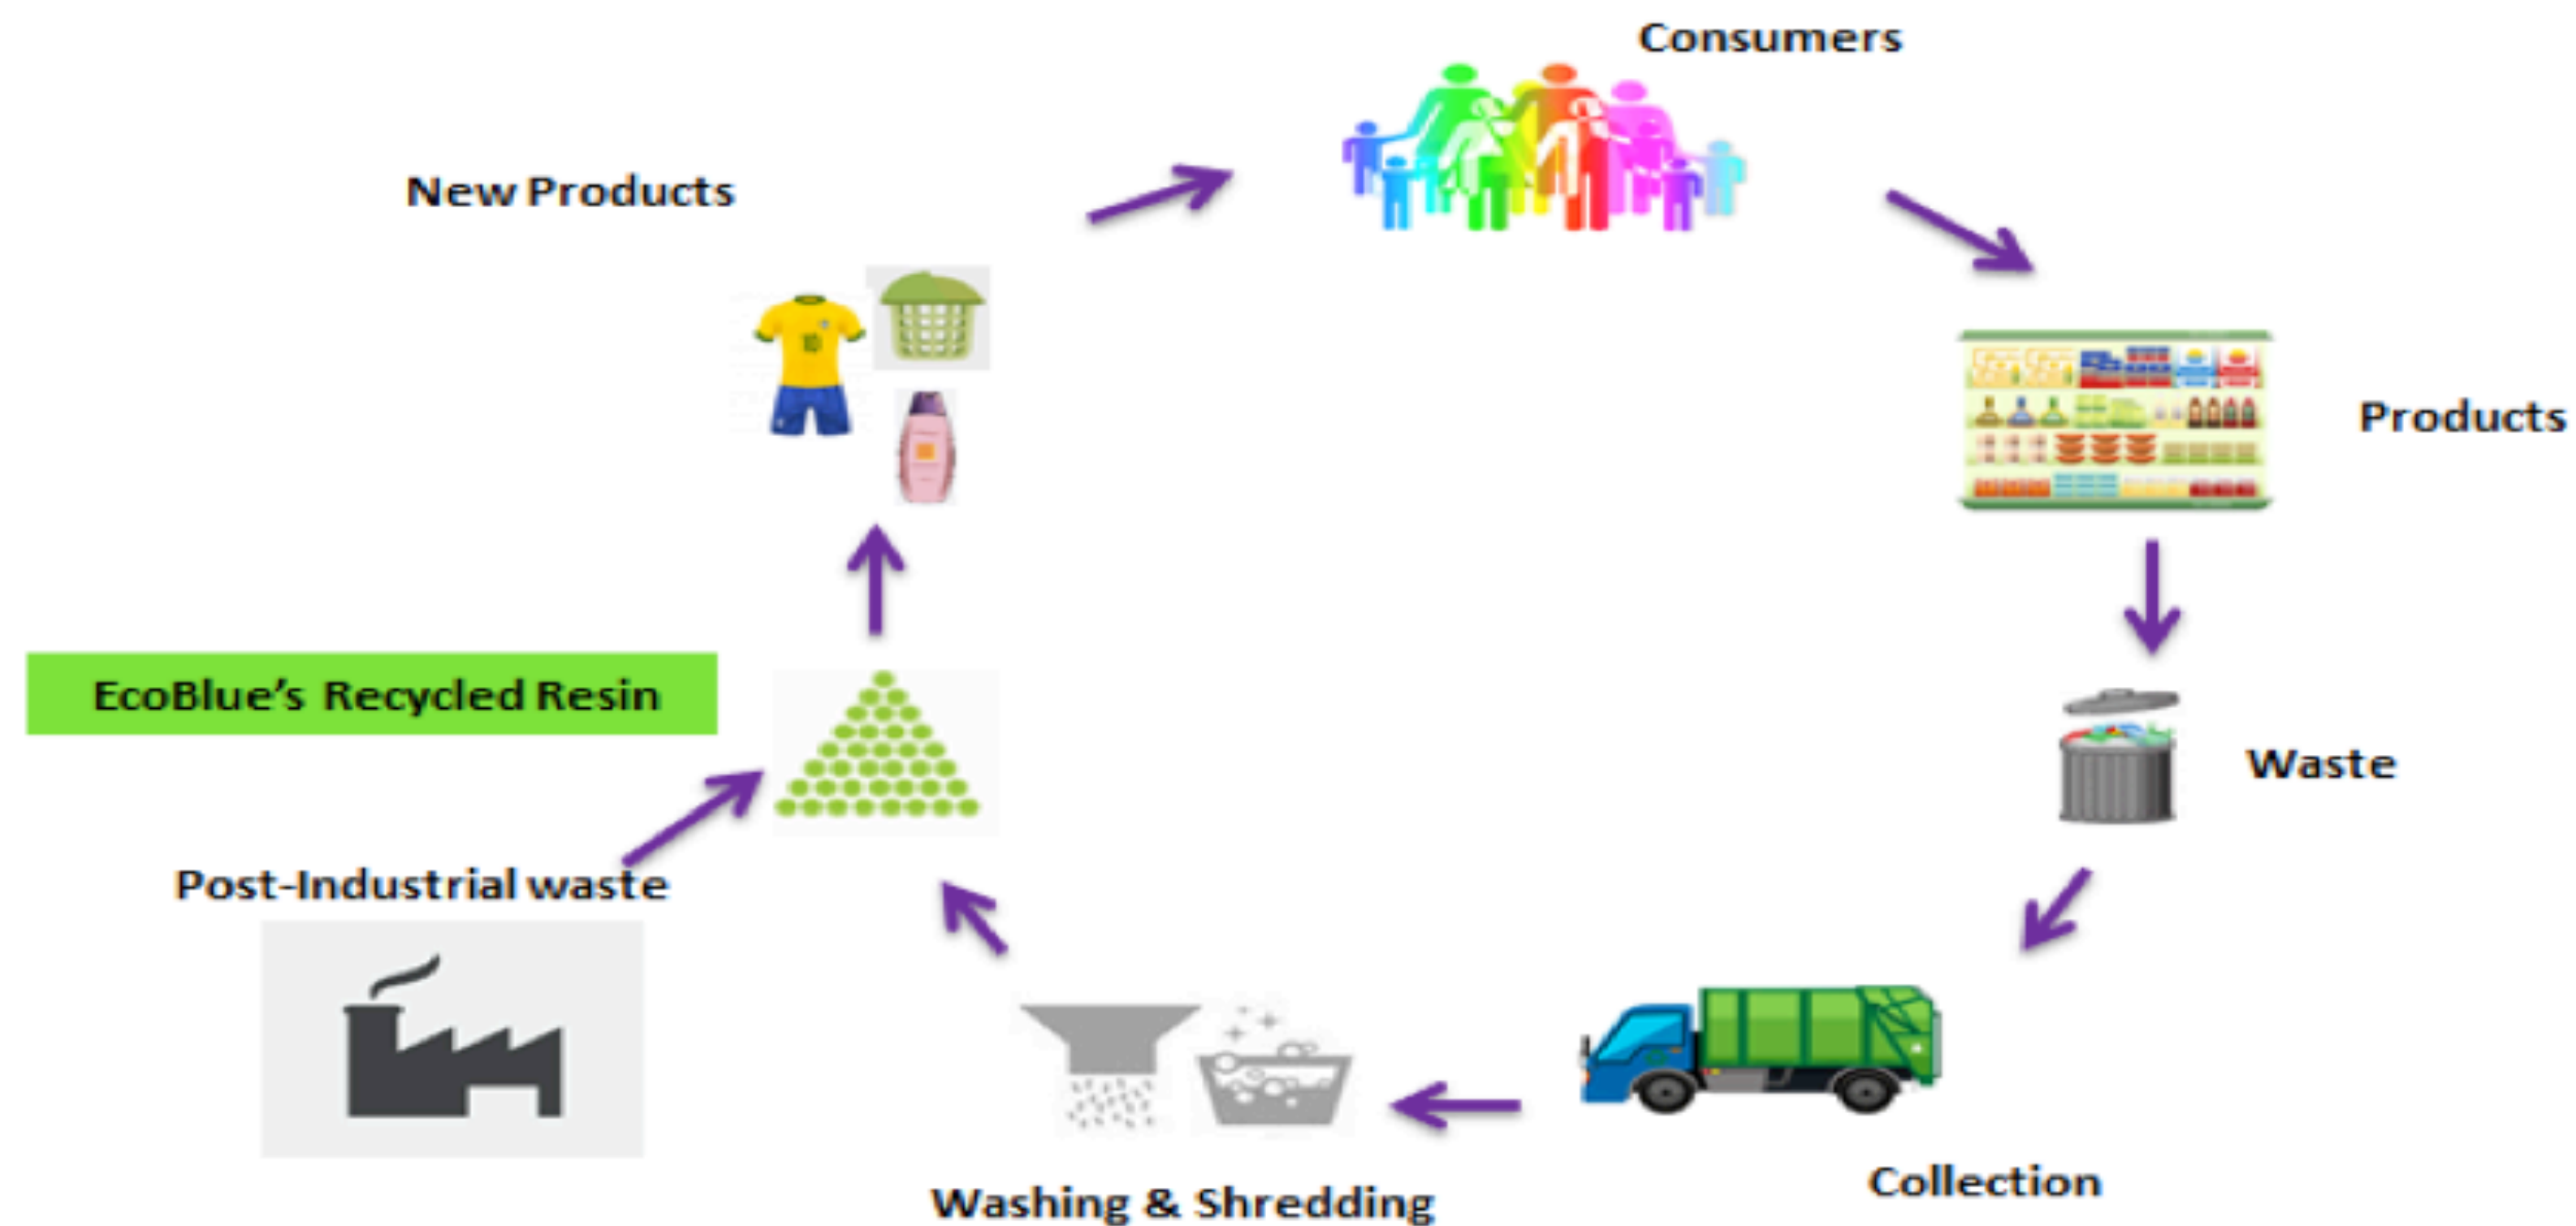 Consumers
New Products
Products
EcoBlue's Recycled Resin
Waste
Post-Industrial waste
Collection
Washing & Shredding